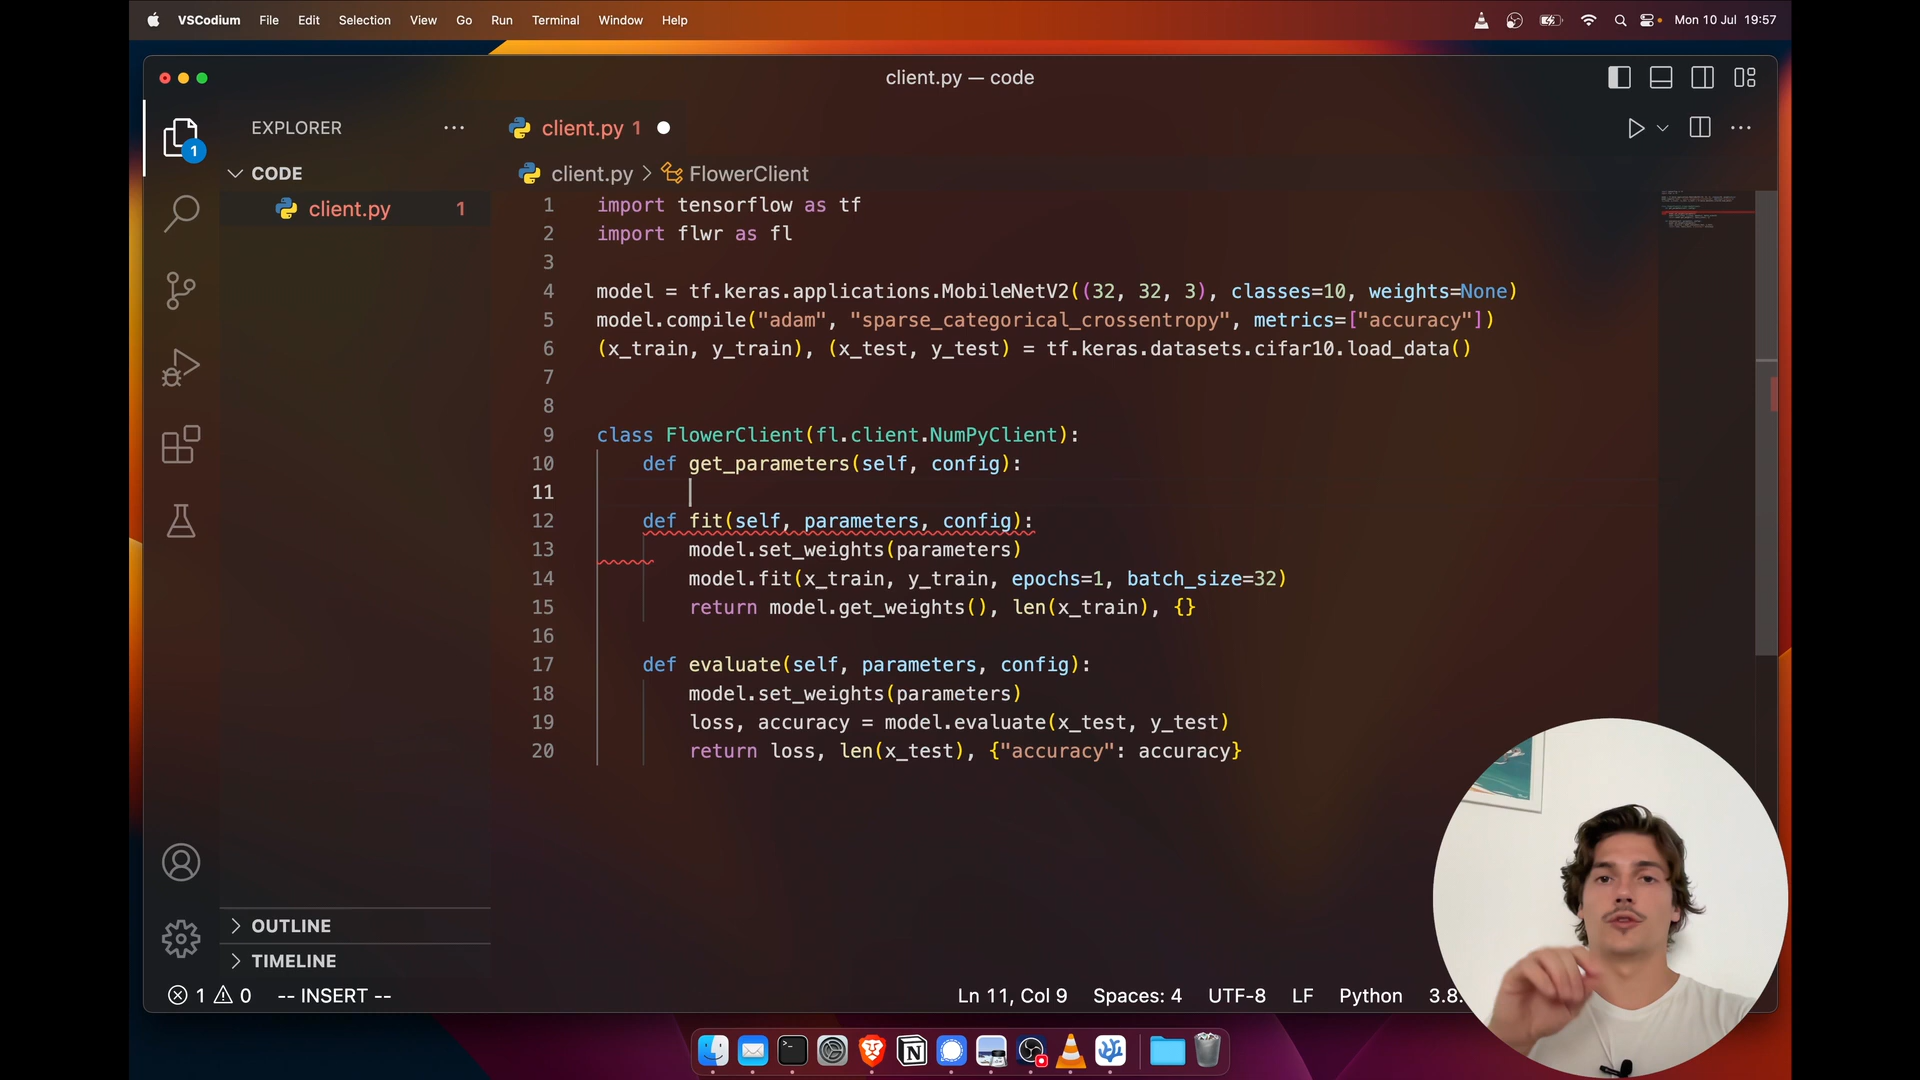 VSCodium File Edit Selection View Go Run Terminal Window Help Mon 10 Jul 19:57
client.py — code
EXPLORER
client.py 1
1
CODE
client.py 1
client.py > FlowerClient
1 import tensorflow as tf
2 import flwr as fl
3
4 model = tf.keras.applications.MobileNetV2((32, 32, 3), classes=10, weights=None)
5 model.compile("adam", "sparse_categorical_crossentropy", metrics=["accuracy"])
6 (x_train, y_train), (x_test, y_test) = tf.keras.datasets.cifar10.load_data()
7
8
9 class FlowerClient(fl.client.NumPyClient):
10 def get_parameters(self, config):
11
12 def fit(self, parameters, config):
13 model.set_weights(parameters)
14 model.fit(x_train, y_train, epochs=1, batch_size=32)
15 return model.get_weights(), len(x_train), {}
16
17 def evaluate(self, parameters, config):
18 model.set_weights(parameters)
19 loss, accuracy = model.evaluate(x_test, y_test)
20 return loss, len(x_test), {"accuracy": accuracy}
OUTLINE
TIMELINE
1 0 -- INSERT -- Ln 11, Col 9 Spaces: 4 UTF-8 LF Python 3.8.